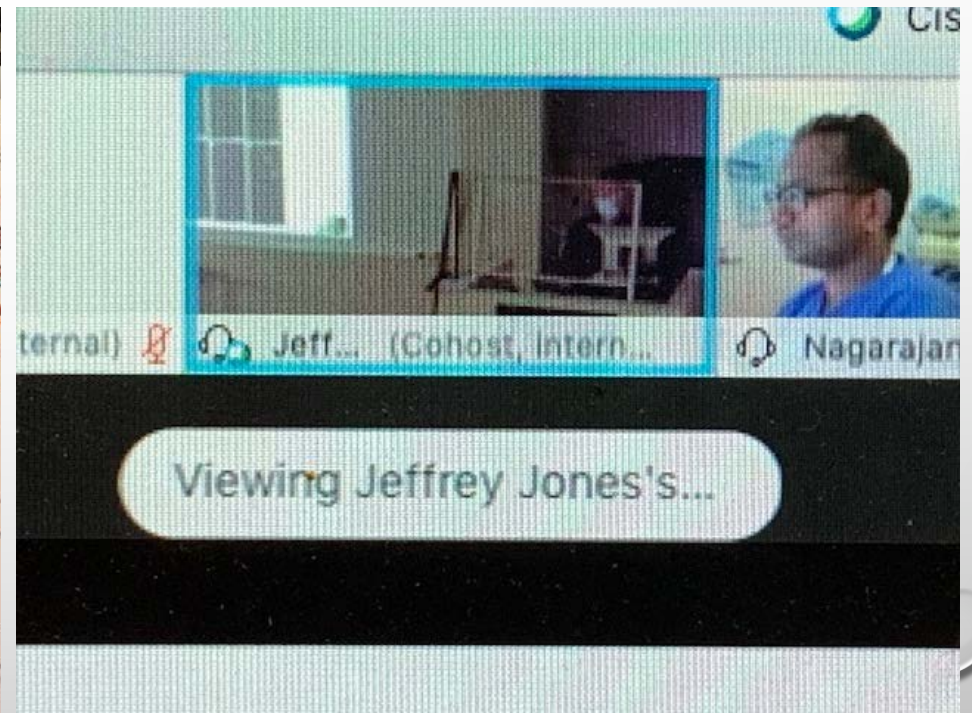 Cis
ternal)
Jeff... (Cohost, intern...
Nagarajan
Viewing Jeffrey Jones's...